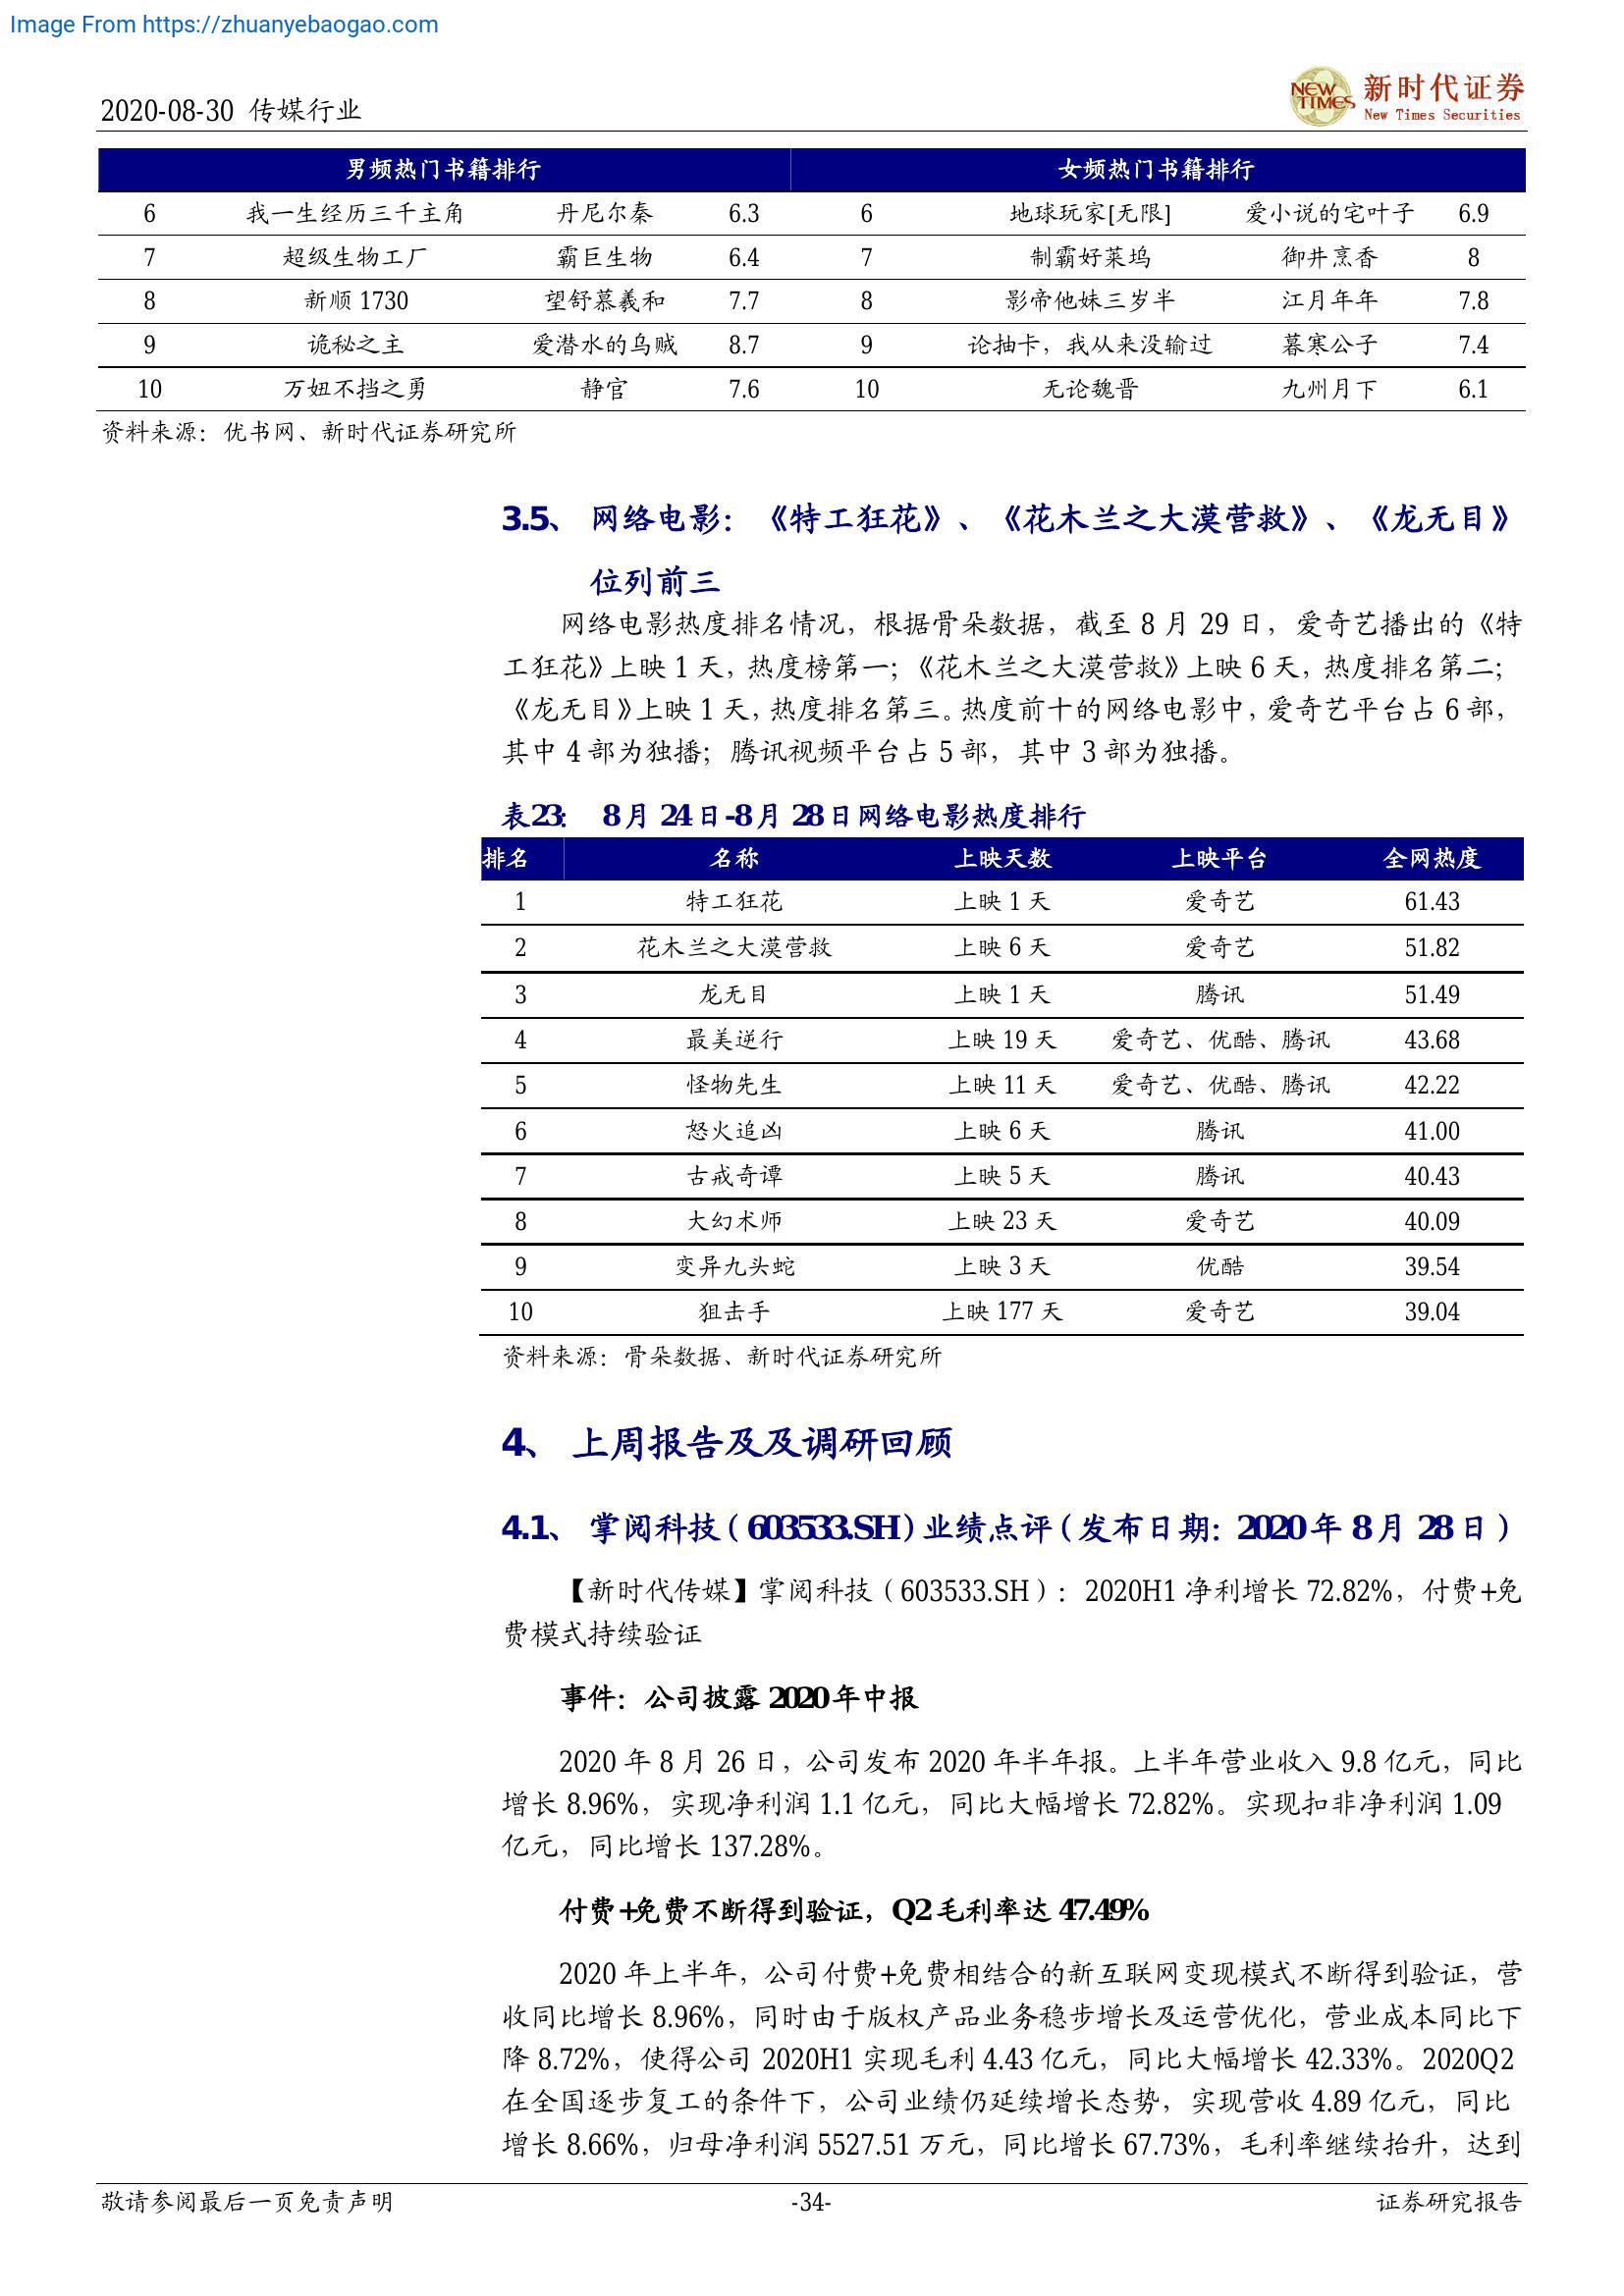 Image From https://zhuanyebaogao.com
2020-08-30 传媒行业
NEW TIMES 新时代证券
New Times Securities
男频热门书籍排行 女频热门书籍排行
6 我一生经历三千主角 丹尼尔秦 6.3 6 地球玩家[无限] 爱小说的宅叶子 6.9
7 超级生物工厂 霸巨生物 6.4 7 制霸好莱坞 御井烹香 8
8 新顺 1730 望舒慕羲和 7.7 8 影帝他妹三岁半 江月年年 7.8
9 诡秘之主 爱潜水的乌贼 8.7 9 论抽卡，我从来没输过 暮寒公子 7.4
10 万妞不挡之勇 静官 7.6 10 无论魏晋 九州月下 6.1
资料来源：优书网、新时代证券研究所
3.5、 网络电影：《特工狂花》、《花木兰之大漠营救》、《龙无目》
位列前三
网络电影热度排名情况，根据骨朵数据，截至 8 月 29 日，爱奇艺播出的《特
工狂花》上映 1 天，热度榜第一；《花木兰之大漠营救》上映 6 天，热度排名第二；
《龙无目》上映 1 天，热度排名第三。热度前十的网络电影中，爱奇艺平台占 6 部，
其中 4 部为独播；腾讯视频平台占 5 部，其中 3 部为独播。
表23： 8 月 24 日-8 月 28 日网络电影热度排行
排名 名称 上映天数 上映平台 全网热度
1 特工狂花 上映 1 天 爱奇艺 61.43
2 花木兰之大漠营救 上映 6 天 爱奇艺 51.82
3 龙无目 上映 1 天 腾讯 51.49
4 最美逆行 上映 19 天 爱奇艺、优酷、腾讯 43.68
5 怪物先生 上映 11 天 爱奇艺、优酷、腾讯 42.22
6 怒火追凶 上映 6 天 腾讯 41.00
7 古戒奇谭 上映 5 天 腾讯 40.43
8 大幻术师 上映 23 天 爱奇艺 40.09
9 变异九头蛇 上映 3 天 优酷 39.54
10 狙击手 上映 177 天 爱奇艺 39.04
资料来源：骨朵数据、新时代证券研究所
4、 上周报告及及调研回顾
4.1、 掌阅科技（603533.SH）业绩点评（发布日期：2020 年 8 月 28 日）
【新时代传媒】掌阅科技（603533.SH）：2020H1 净利增长 72.82%，付费+免
费模式持续验证
事件：公司披露 2020 年中报
2020 年 8 月 26 日，公司发布 2020 年半年报。上半年营业收入 9.8 亿元，同比
增长 8.96%，实现净利润 1.1 亿元，同比大幅增长 72.82%。实现扣非净利润 1.09
亿元，同比增长 137.28%。
付费+免费不断得到验证，Q2 毛利率达 47.49%
2020 年上半年，公司付费+免费相结合的新互联网变现模式不断得到验证，营
收同比增长 8.96%，同时由于版权产品业务稳步增长及运营优化，营业成本同比下
降 8.72%，使得公司 2020H1 实现毛利 4.43 亿元，同比大幅增长 42.33%。2020Q2
在全国逐步复工的条件下，公司业绩仍延续增长态势，实现营收 4.89 亿元，同比
增长 8.66%，归母净利润 5527.51 万元，同比增长 67.73%，毛利率继续抬升，达到
敬请参阅最后一页免责声明 -34- 证券研究报告